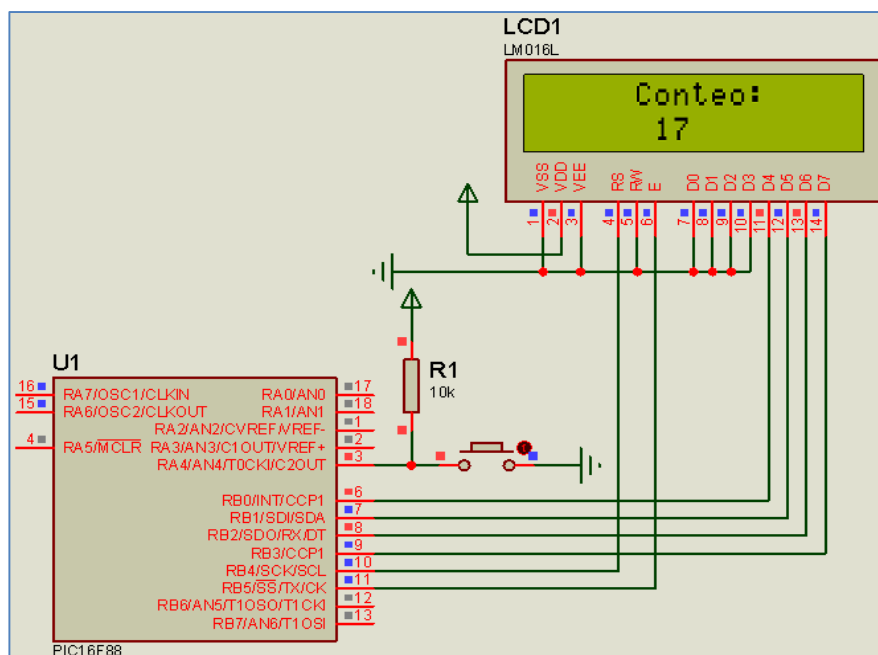 LCD1
LM016L
Conteo:
17
VSS
VDD
VEE
RS
RW
E
D0
D1
D2
D3
D4
D5
D6
D7
1
2
3
4
5
6
7
8
9
10
11
12
13
14
R1
10k
U1
16
RA7/OSC1/CLKIN
RA0/AN0
17
15
RA6/OSC2/CLKOUT
RA1/AN1
18
RA2/AN2/CVREF/VREF-
1
4
RA5/MCLR
RA3/AN3/C1OUT/VREF+
2
RA4/AN4/T0CKI/C2OUT
3
RB0/INT/CCP1
6
RB1/SDI/SDA
7
RB2/SDO/RX/DT
8
RB3/CCP1
9
RB4/SCK/SCL
10
RB5/SS/TX/CK
11
RB6/AN5/T1OSO/T1CKI
12
RB7/AN6/T1OSI
13
PIC16F88